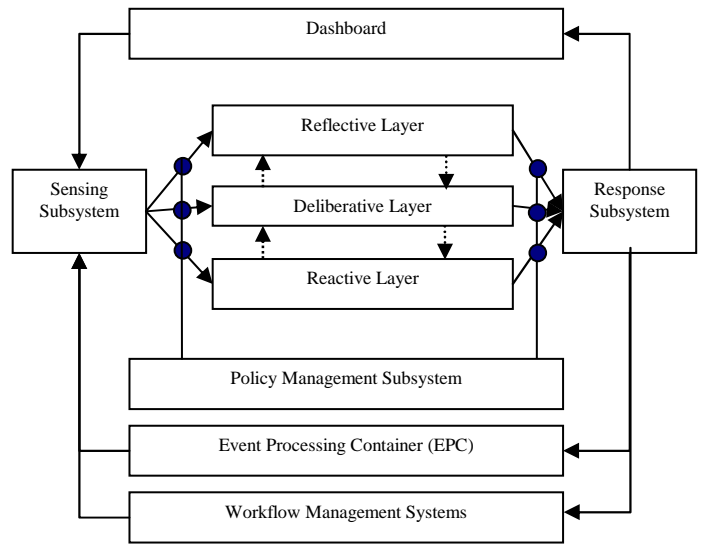 Dashboard
Reflective Layer
Sensing
Subsystem
Deliberative Layer
Response
Subsystem
Reactive Layer
Policy Management Subsystem
Event Processing Container (EPC)
Workflow Management Systems